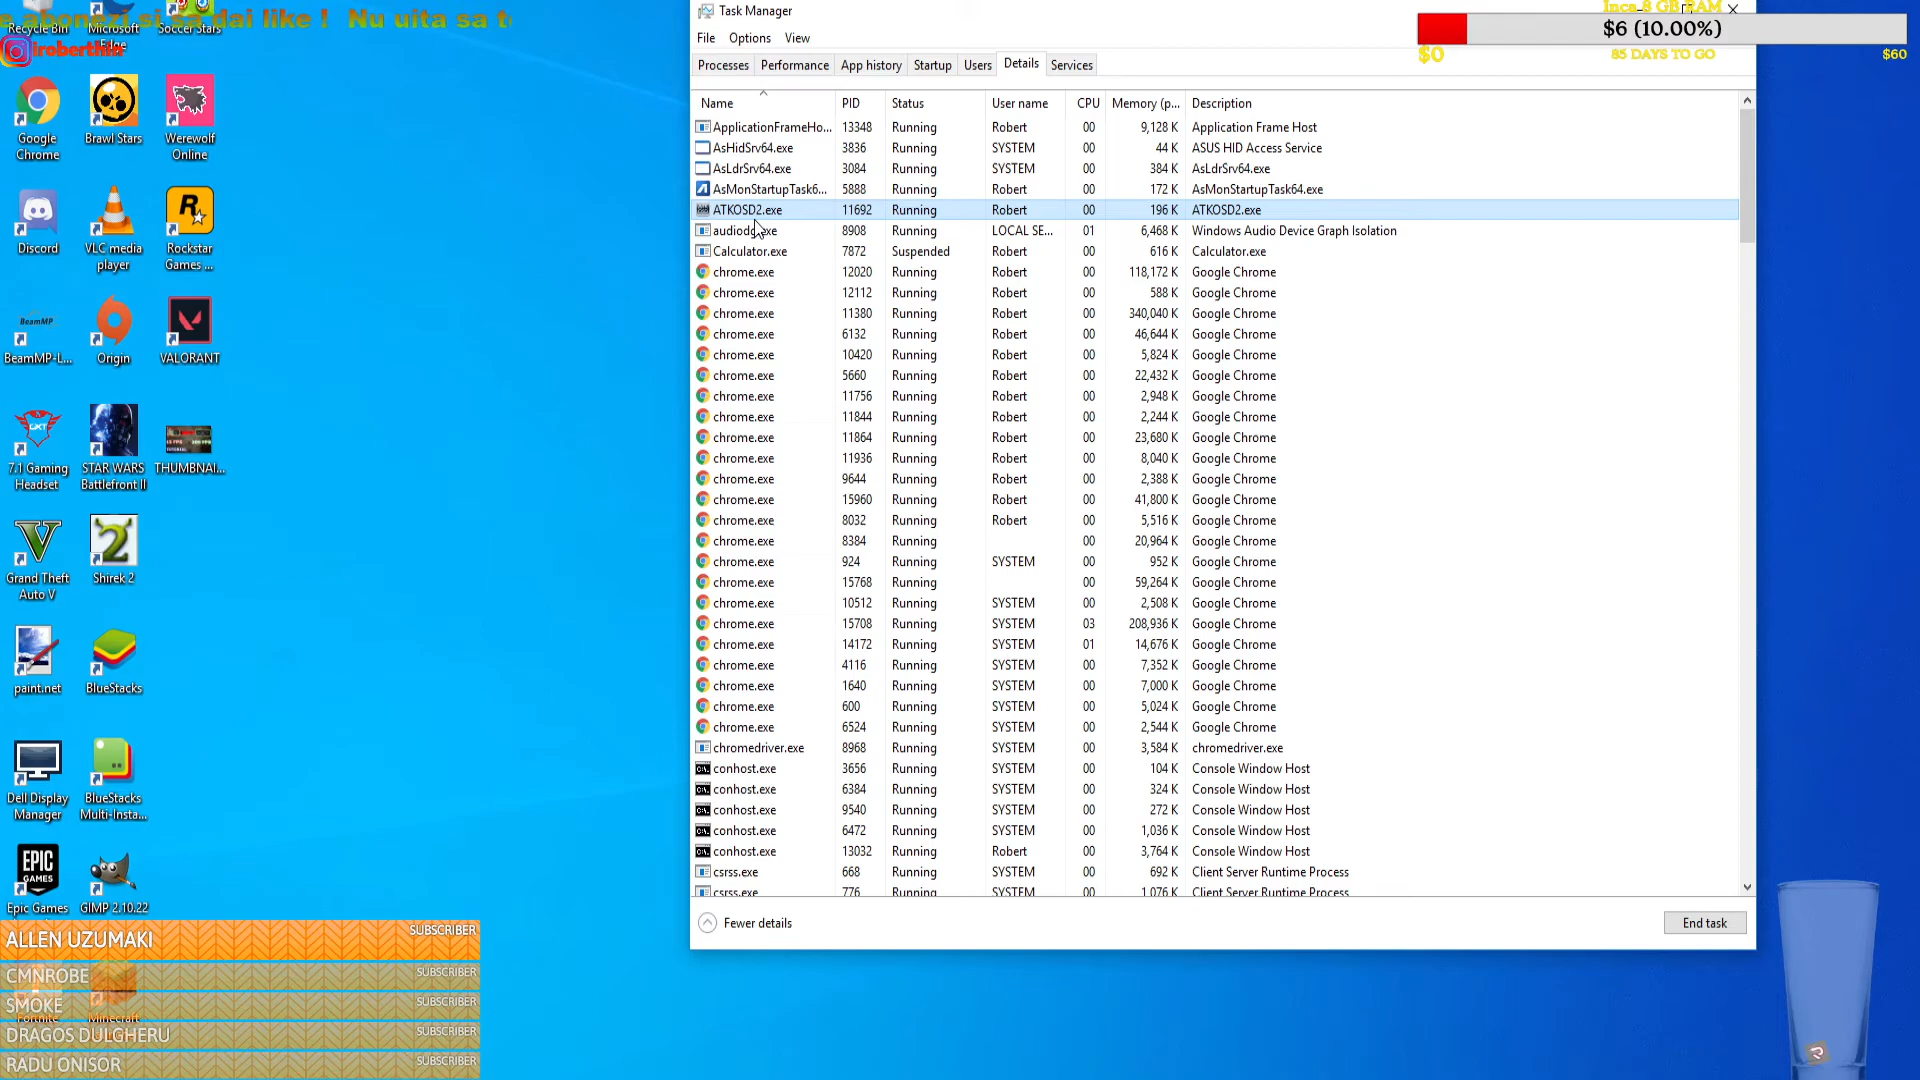 e abonezi si sa dai like ! Nu uita sa t
iroberthin
Recycle Bin
Microsoft Edge
Soccer Stars
Google Chrome
Brawl Stars
Werewolf Online
Discord
VLC media player
Rockstar Games ...
BeamMP
BeamMP-L...
Origin
VALORANT
7.1 Gaming Headset
STAR WARS Battlefront II
THUMBNAI...
Grand Theft Auto V
Shirek 2
paint.net
BlueStacks
Dell Display Manager
BlueStacks Multi-Insta...
EPIC GAMES
Epic Games
GIMP 2.10.22
Fortnite
Minecraft
ALLEN UZUMAKI SUBSCRIBER
CMNROBE SUBSCRIBER
SMOKE SUBSCRIBER
DRAGOS DULGHERU SUBSCRIBER
RADU ONISOR SUBSCRIBER
Task Manager
File Options View
Processes Performance App history Startup Users Details Services
Name PID Status User name CPU Memory (p... Description
ApplicationFrameHo... 13348 Running Robert 00 9,128 K Application Frame Host
AsHidSrv64.exe 3836 Running SYSTEM 00 44 K ASUS HID Access Service
AsLdrSrv64.exe 3084 Running SYSTEM 00 384 K AsLdrSrv64.exe
AsMonStartupTask6... 5888 Running Robert 00 172 K AsMonStartupTask64.exe
ATKOSD2.exe 11692 Running Robert 00 196 K ATKOSD2.exe
8908 Running LOCAL SE... 01 6,468 K Windows Audio Device Graph Isolation
Calculator.exe 7872 Suspended Robert 00 616 K Calculator.exe
chrome.exe 12020 Running Robert 00 118,172 K Google Chrome
chrome.exe 12112 Running Robert 00 588 K Google Chrome
chrome.exe 11380 Running Robert 00 340,040 K Google Chrome
chrome.exe 6132 Running Robert 00 46,644 K Google Chrome
chrome.exe 10420 Running Robert 00 5,824 K Google Chrome
chrome.exe 5660 Running Robert 00 22,432 K Google Chrome
chrome.exe 11756 Running Robert 00 2,948 K Google Chrome
chrome.exe 11844 Running Robert 00 2,244 K Google Chrome
chrome.exe 11864 Running Robert 00 23,680 K Google Chrome
chrome.exe 11936 Running Robert 00 8,040 K Google Chrome
chrome.exe 9644 Running Robert 00 2,388 K Google Chrome
chrome.exe 15960 Running Robert 00 41,800 K Google Chrome
chrome.exe 8032 Running Robert 00 5,516 K Google Chrome
chrome.exe 8384 Running 00 20,964 K Google Chrome
chrome.exe 924 Running SYSTEM 00 952 K Google Chrome
chrome.exe 15768 Running 00 59,264 K Google Chrome
chrome.exe 10512 Running SYSTEM 00 2,508 K Google Chrome
chrome.exe 15708 Running SYSTEM 03 208,936 K Google Chrome
chrome.exe 14172 Running SYSTEM 01 14,676 K Google Chrome
chrome.exe 4116 Running SYSTEM 00 7,352 K Google Chrome
chrome.exe 1640 Running SYSTEM 00 7,000 K Google Chrome
chrome.exe 600 Running SYSTEM 00 5,024 K Google Chrome
chrome.exe 6524 Running SYSTEM 00 2,544 K Google Chrome
chromedriver.exe 8968 Running SYSTEM 00 3,584 K chromedriver.exe
conhost.exe 3656 Running SYSTEM 00 104 K Console Window Host
conhost.exe 6384 Running SYSTEM 00 324 K Console Window Host
conhost.exe 9540 Running SYSTEM 00 272 K Console Window Host
conhost.exe 6472 Running SYSTEM 00 1,036 K Console Window Host
conhost.exe 13032 Running Robert 00 3,764 K Console Window Host
csrss.exe 668 Running SYSTEM 00 692 K Client Server Runtime Process
csrss.exe 776 Running SYSTEM 00 1,076 K Client Server Runtime Process
Fewer details
End task
Inca 8 GB RAM
$6 (10.00%)
$0 85 DAYS TO GO $60